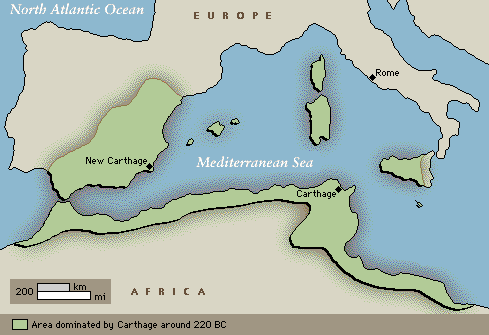 North Atlantic Ocean
EUROPE
Rome
New Carthage
Mediterranean Sea
Carthage
200 km
mi
AFRICA
Area dominated by Carthage around 220 BC